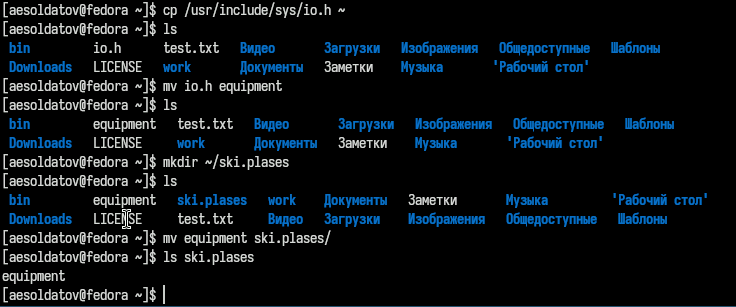 [aesoldatov@fedora ~]$ cp /usr/include/sys/io.h ~
[aesoldatov@fedora ~]$ ls
bin io.h test.txt Видео Загрузки Изображения Общедоступные Шаблоны
Downloads LICENSE work Документы Заметки Музыка 'Рабочий стол'
[aesoldatov@fedora ~]$ mv io.h equipment
[aesoldatov@fedora ~]$ ls
bin equipment test.txt Видео Загрузки Изображения Общедоступные Шаблоны
Downloads LICENSE work Документы Заметки Музыка 'Рабочий стол'
[aesoldatov@fedora ~]$ mkdir ~/ski.plases
[aesoldatov@fedora ~]$ ls
bin equipment ski.plases work Документы Заметки Музыка 'Рабочий стол'
Downloads LICENSE test.txt Видео Загрузки Изображения Общедоступные Шаблоны
[aesoldatov@fedora ~]$ mv equipment ski.plases/
[aesoldatov@fedora ~]$ ls ski.plases
equipment
[aesoldatov@fedora ~]$